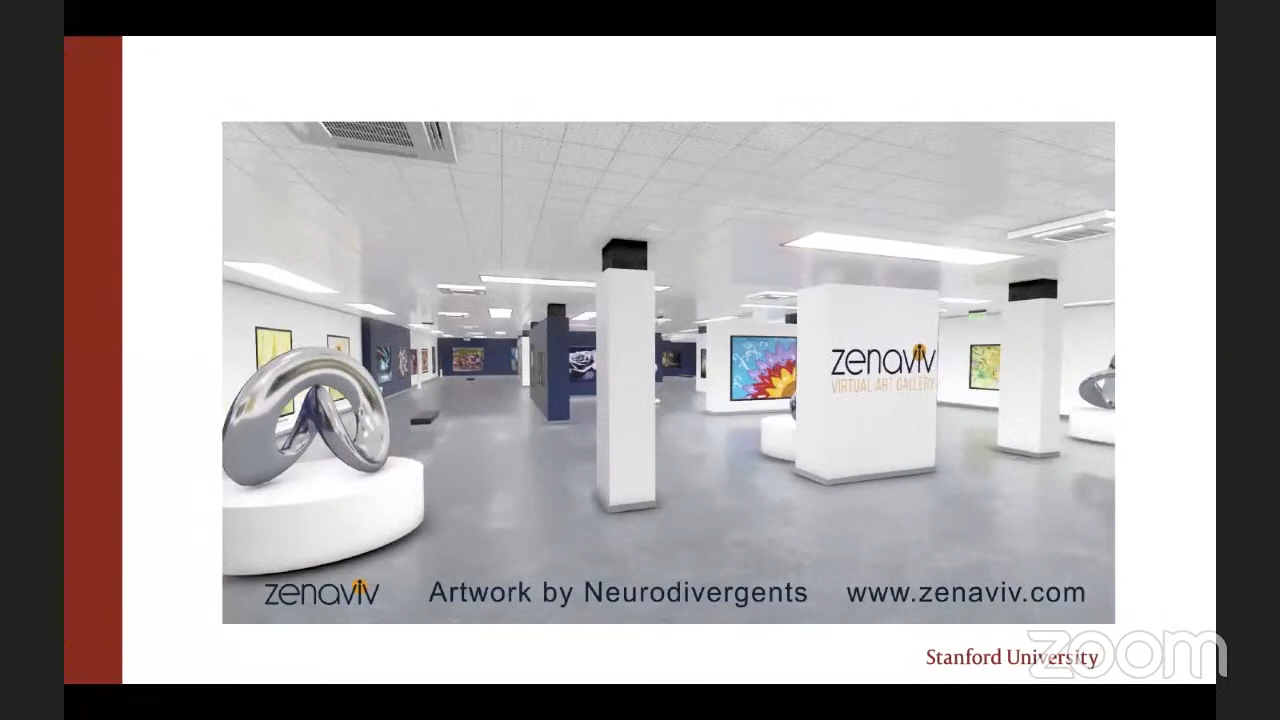 zenaviv
VIRTUAL ART GALLERY
zenaviv Artwork by Neurodivergents www.zenaviv.com
Stanford University
zoom